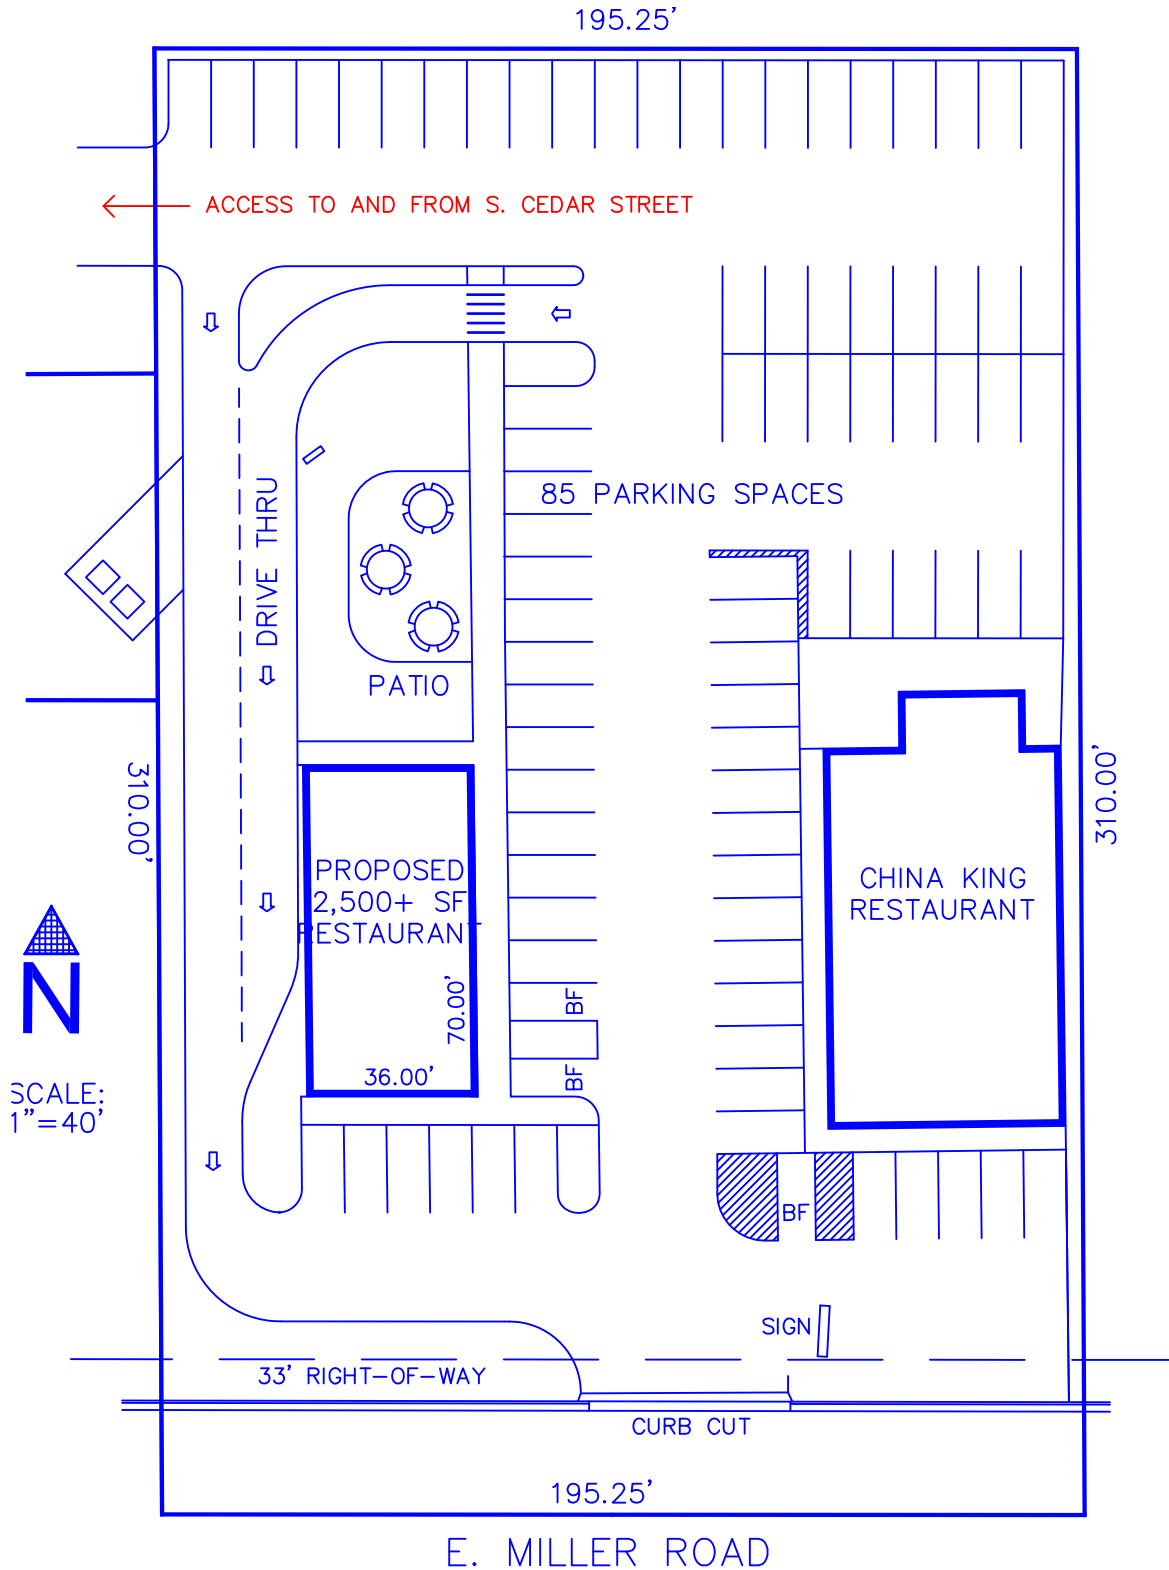 195.25'
ACCESS TO AND FROM S. CEDAR STREET
85 PARKING SPACES
DRIVE THRU
PATIO
310.00'
310.00'
PROPOSED
2,500+ SF
RESTAURANT
CHINA KING
RESTAURANT
70.00'
36.00'
BF
BF
N
SCALE:
1"=40'
BF
SIGN
33' RIGHT-OF-WAY
CURB CUT
195.25'
E. MILLER ROAD